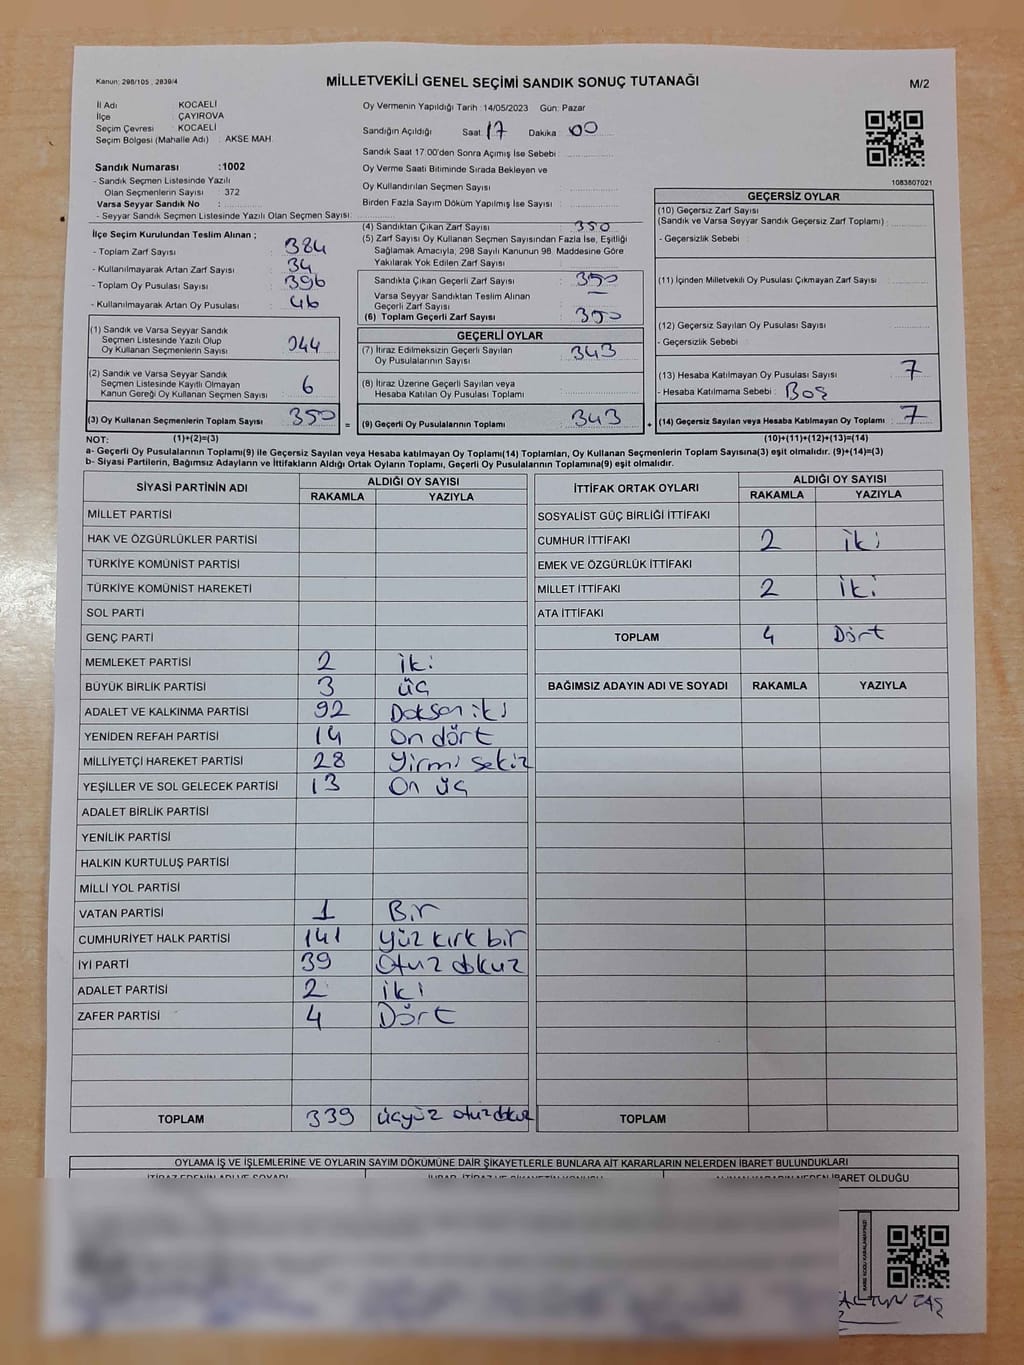 Kanun: 298/105 , 2839/4
MİLLETVEKİLİ GENEL SEÇİMİ SANDIK SONUÇ TUTANAĞI
M/2
İl Adı KOCAELİ
İlçe ÇAYIROVA
Seçim Çevresi KOCAELİ
Seçim Bölgesi (Mahalle Adı) : AKSE MAH.
Oy Vermenin Yapıldığı Tarih : 14/05/2023 Gün: Pazar
Sandığın Açıldığı Saat 17 Dakika 00
Sandık Saat 17:00'den Sonra Açımış İse Sebebi :
Oy Verme Saati Bitiminde Sırada Bekleyen ve
Oy Kullandırılan Seçmen Sayısı :
Birden Fazla Sayım Döküm Yapılmış İse Sayısı :
1083807021
Sandık Numarası :1002
- Sandık Seçmen Listesinde Yazılı
Olan Seçmenlerin Sayısı : 372
Varsa Seyyar Sandık No :
- Seyyar Sandık Seçmen Listesinde Yazılı Olan Seçmen Sayısı:
İlçe Seçim Kurulundan Teslim Alınan ;
- Toplam Zarf Sayısı : 384
- Kullanılmayarak Artan Zarf Sayısı : 34
- Toplam Oy Pusulası Sayısı : 396
- Kullanılmayarak Artan Oy Pusulası : 46
(1) Sandık ve Varsa Seyyar Sandık
Seçmen Listesinde Yazılı Olup
Oy Kullanan Seçmenlerin Sayısı : 344
(2) Sandık ve Varsa Seyyar Sandık
Seçmen Listesinde Kayıtlı Olmayan
Kanun Gereği Oy Kullanan Seçmen Sayısı : 6
(3) Oy Kullanan Seçmenlerin Toplam Sayısı : 350 =
(4) Sandıktan Çıkan Zarf Sayısı : 350
(5) Zarf Sayısı Oy Kullanan Seçmen Sayısından Fazla İse, Eşitliği
Sağlamak Amacıyla; 298 Sayılı Kanunun 98. Maddesine Göre
Yakılarak Yok Edilen Zarf Sayısı :
Sandıkta Çıkan Geçerli Zarf Sayısı : 350
Varsa Seyyar Sandıktan Teslim Alınan
Geçerli Zarf Sayısı : —
(6) Toplam Geçerli Zarf Sayısı : 350
GEÇERLİ OYLAR
(7) İtiraz Edilmeksizin Geçerli Sayılan
Oy Pusulalarının Sayısı : 343
(8) İtiraz Üzerine Geçerli Sayılan veya
Hesaba Katılan Oy Pusulası Toplamı :
(9) Geçerli Oy Pusulalarının Toplamı : 343 +
GEÇERSİZ OYLAR
(10) Geçersiz Zarf Sayısı
(Sandık ve Varsa Seyyar Sandık Geçersiz Zarf Toplamı) :
- Geçersizlik Sebebi :
(11) İçinden Milletvekili Oy Pusulası Çıkmayan Zarf Sayısı :
(12) Geçersiz Sayılan Oy Pusulası Sayısı :
- Geçersizlik Sebebi :
(13) Hesaba Katılmayan Oy Pusulası Sayısı : 7
- Hesaba Katılmama Sebebi : Boş
(14) Geçersiz Sayılan veya Hesaba Katılmayan Oy Toplamı : 7
NOT: (1)+(2)=(3) (10)+(11)+(12)+(13)=(14)
a- Geçerli Oy Pusulalarının Toplamı(9) ile Geçersiz Sayılan veya Hesaba katılmayan Oy Toplamı(14) Toplamları, Oy Kullanan Seçmenlerin Toplam Sayısına(3) eşit olmalıdır. (9)+(14)=(3)
b- Siyasi Partilerin, Bağımsız Adayların ve İttifakların Aldığı Ortak Oyların Toplamı, Geçerli Oy Pusulalarının Toplamına(9) eşit olmalıdır.
SİYASİ PARTİNİN ADI ALDIĞI OY SAYISI
RAKAMLA YAZIYLA
MİLLET PARTİSİ
HAK VE ÖZGÜRLÜKLER PARTİSİ
TÜRKİYE KOMÜNİST PARTİSİ
TÜRKİYE KOMÜNİST HAREKETİ
SOL PARTİ
GENÇ PARTİ
MEMLEKET PARTİSİ 2 iki
BÜYÜK BİRLİK PARTİSİ 3 üç
ADALET VE KALKINMA PARTİSİ 92 Doksan iki
YENİDEN REFAH PARTİSİ 14 On dört
MİLLİYETÇİ HAREKET PARTİSİ 28 Yirmi sekiz
YEŞİLLER VE SOL GELECEK PARTİSİ 13 On üç
ADALET BİRLİK PARTİSİ
YENİLİK PARTİSİ
HALKIN KURTULUŞ PARTİSİ
MİLLİ YOL PARTİSİ
VATAN PARTİSİ 1 Bir
CUMHURİYET HALK PARTİSİ 141 yüz kırk bir
İYİ PARTİ 39 Otuz dokuz
ADALET PARTİSİ 2 iki
ZAFER PARTİSİ 4 Dört
TOPLAM 339 üçyüz otuz dokuz
İTTİFAK ORTAK OYLARI ALDIĞI OY SAYISI
RAKAMLA YAZIYLA
SOSYALİST GÜÇ BİRLİĞİ İTTİFAKI
CUMHUR İTTİFAKI 2 iki
EMEK VE ÖZGÜRLÜK İTTİFAKI
MİLLET İTTİFAKI 2 iki
ATA İTTİFAKI
TOPLAM 4 Dört
BAĞIMSIZ ADAYIN ADI VE SOYADI RAKAMLA YAZIYLA
TOPLAM
OYLAMA İŞ VE İŞLEMLERİNE VE OYLARIN SAYIM DÖKÜMÜNE DAİR ŞİKAYETLERLE BUNLARA AİT KARARLARIN NELERDEN İBARET BULUNDUKLARI
İTİRAZ EDENİN ADI VE SOYADI İHBAR, İTİRAZ VE ŞİKAYETİN KONUSU ALINAN KARARIN NEDEN İBARET OLDUĞU